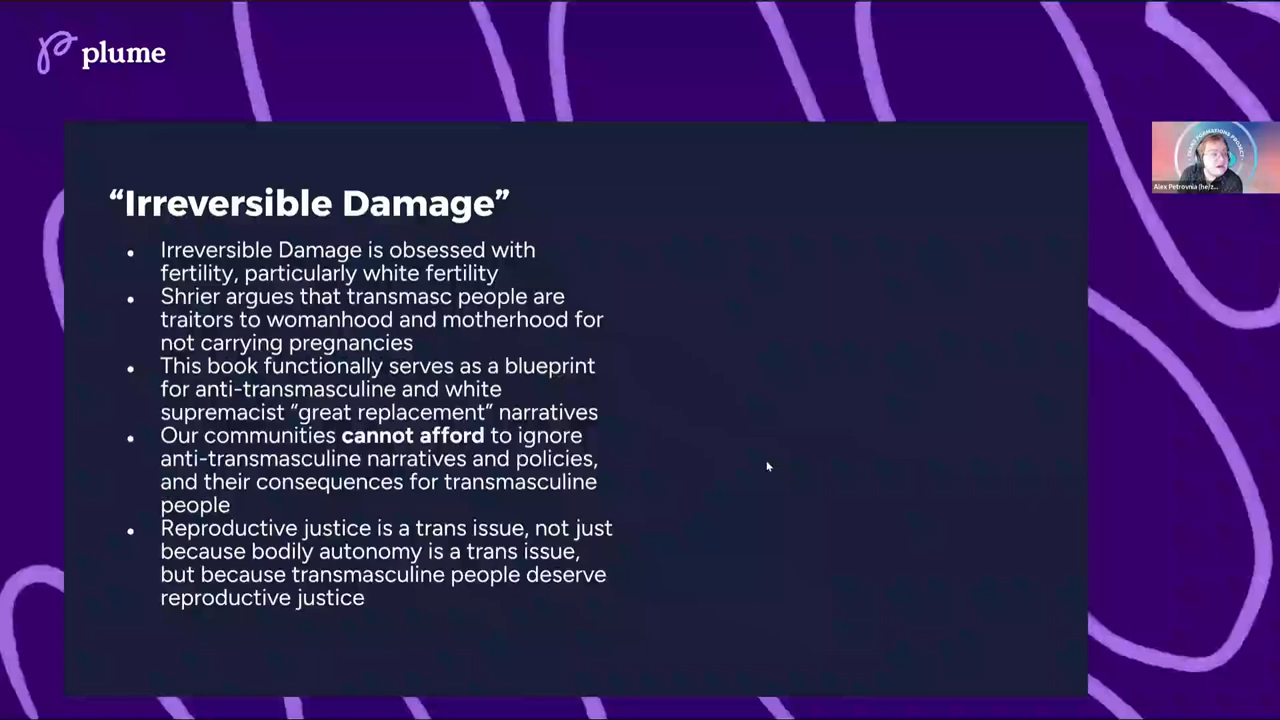 plume
"Irreversible Damage"
• Irreversible Damage is obsessed with
fertility, particularly white fertility
• Shrier argues that transmasc people are
traitors to womanhood and motherhood for
not carrying pregnancies
• This book functionally serves as a blueprint
for anti-transmasculine and white
supremacist "great replacement" narratives
• Our communities cannot afford to ignore
anti-transmasculine narratives and policies,
and their consequences for transmasculine
people
• Reproductive justice is a trans issue, not just
because bodily autonomy is a trans issue,
but because transmasculine people deserve
reproductive justice
FORMATIONS PROJECT
Alex Petrovnia (he/z...